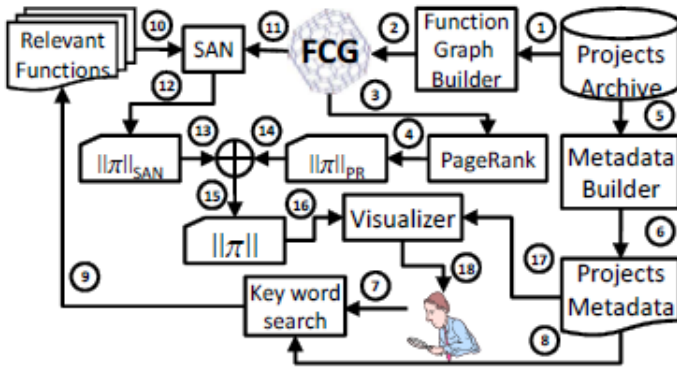 10
11
2
1
Relevant
Functions
SAN
FCG
Function
Graph
Builder
Projects
Archive
12
3
5
13
14
4
||π||SAN
||π||PR
PageRank
Metadata
Builder
15
16
6
||π||
Visualizer
17
9
18
7
Key word
search
Projects
Metadata
8